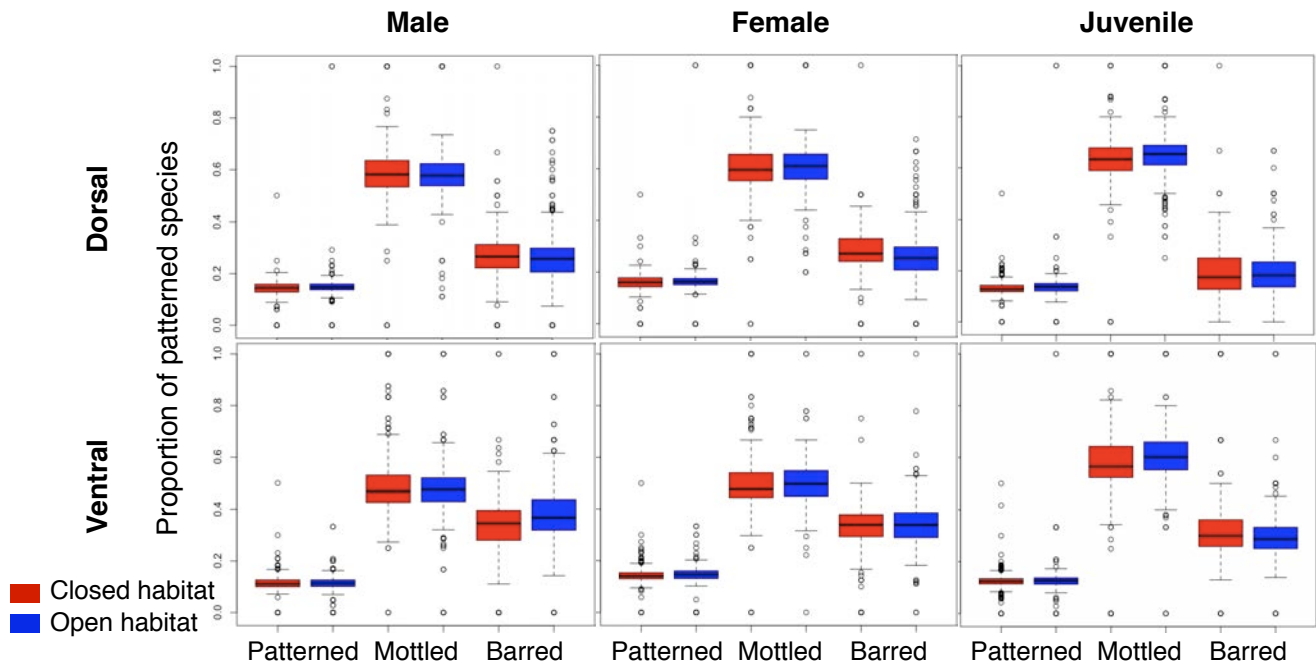 Male Female Juvenile
Dorsal
Ventral
Proportion of patterned species
1.0
0.8
0.6
0.4
0.2
0.0
1.0
0.8
0.6
0.4
0.2
0.0
Closed habitat
Open habitat
Patterned Mottled Barred Patterned Mottled Barred Patterned Mottled Barred